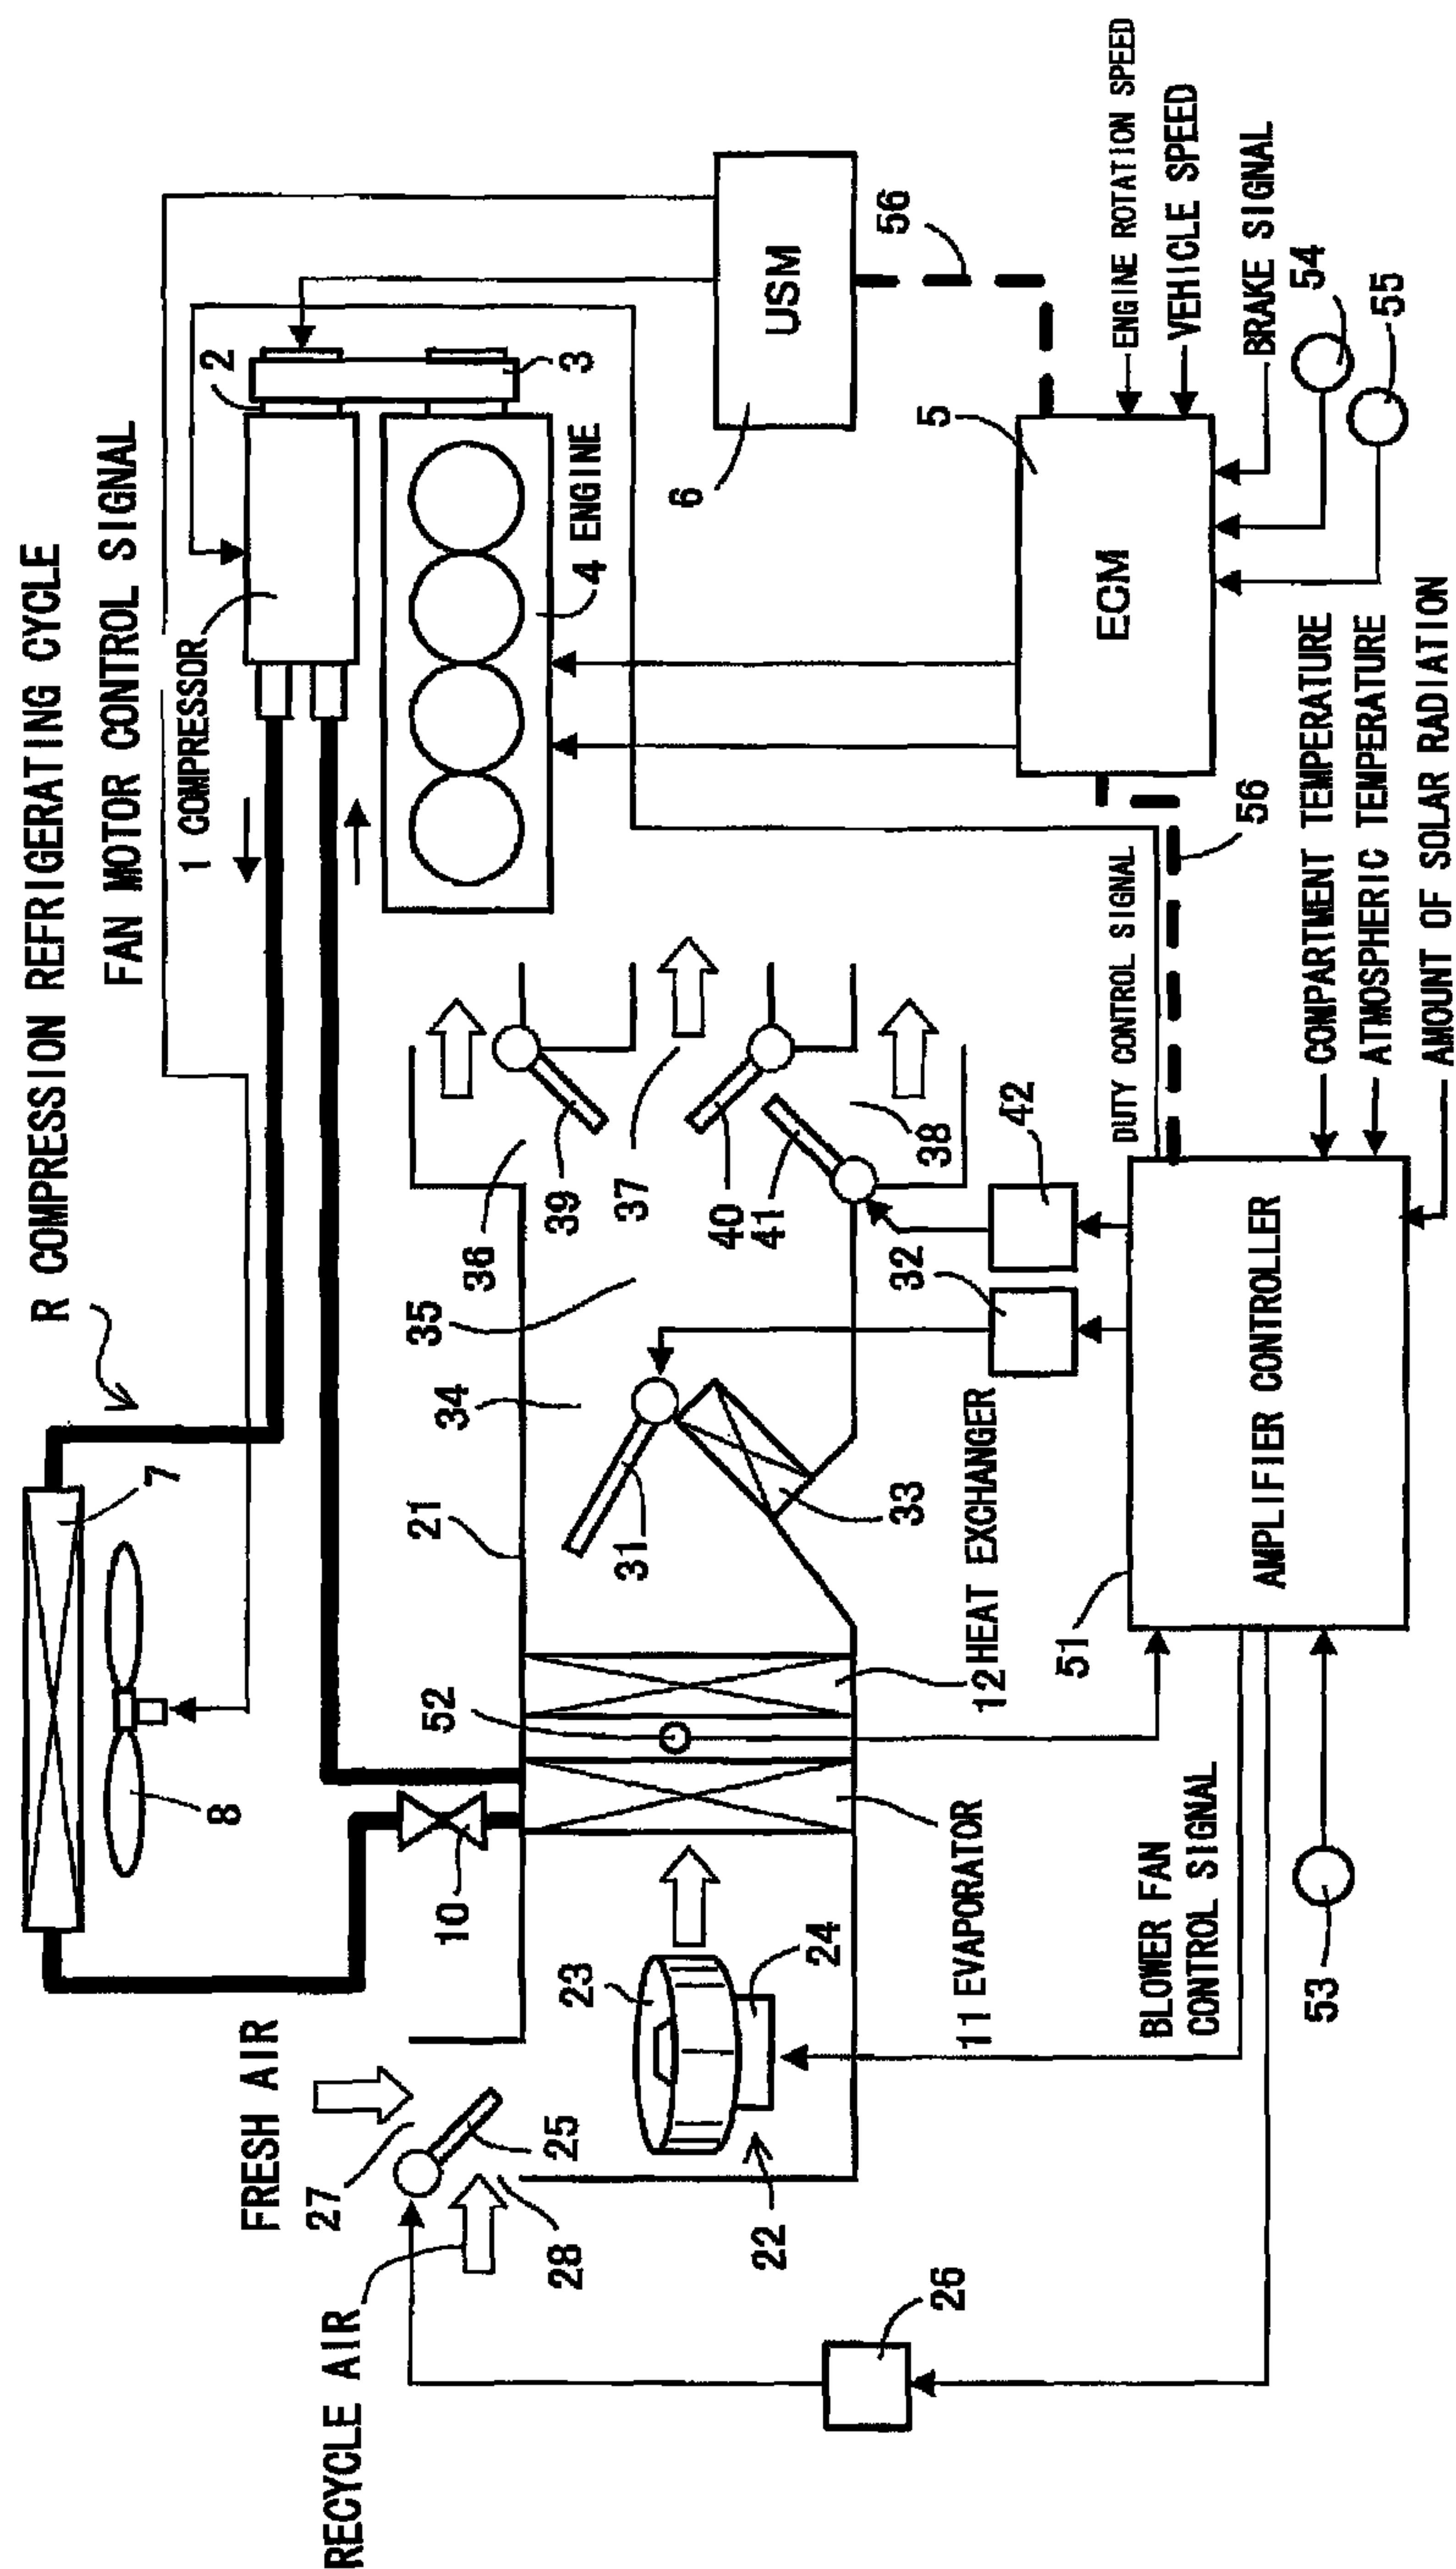 R COMPRESSION REFRIGERATING CYCLE
FAN MOTOR CONTROL SIGNAL
7
8
1 COMPRESSOR
2
3
4 ENGINE
USM
6
56
5
ECM
ENGINE ROTATION SPEED
VEHICLE SPEED
BRAKE SIGNAL
54
55
56
FRESH AIR
27
RECYCLE AIR
25
28
10
23
24
22
26
52
21
31
33
34
35
36
39
37
40
41
38
32
42
12 HEAT EXCHANGER
11 EVAPORATOR
51
DUTY CONTROL SIGNAL
BLOWER FAN
CONTROL SIGNAL
53
AMPLIFIER CONTROLLER
COMPARTMENT TEMPERATURE
ATMOSPHERIC TEMPERATURE
AMOUNT OF SOLAR RADIATION